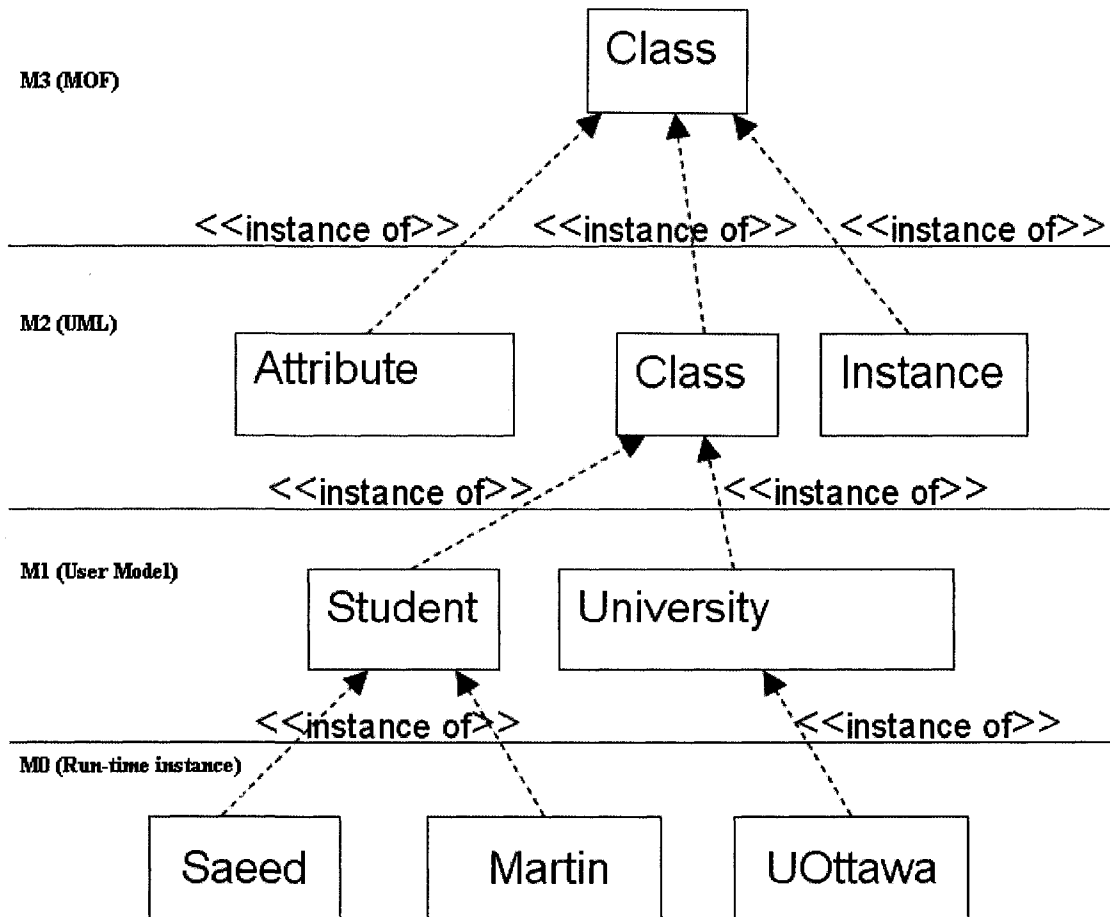 Class
M3 (MOF)
<<instance of>> <<instance of>> <<instance of>>
M2 (UML)
Attribute Class Instance
<<instance of>> <<instance of>>
M1 (User Model)
Student University
<<instance of>> <<instance of>>
M0 (Run-time instance)
Saeed Martin UOttawa